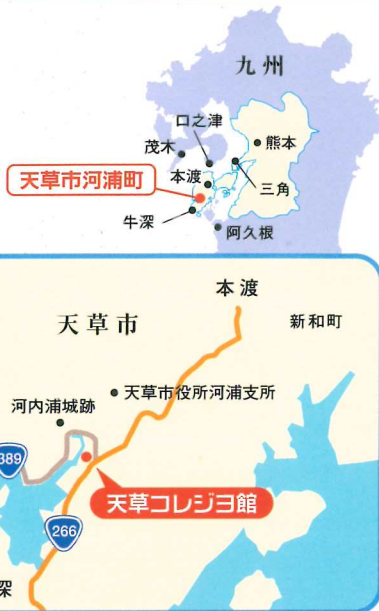 九州
口之津
茂木
熊本
本渡
三角
天草市河浦町
牛深
阿久根
本渡
天草市
新和町
天草市役所河浦支所
河内浦城跡
389
天草コレジヨ館
266
深